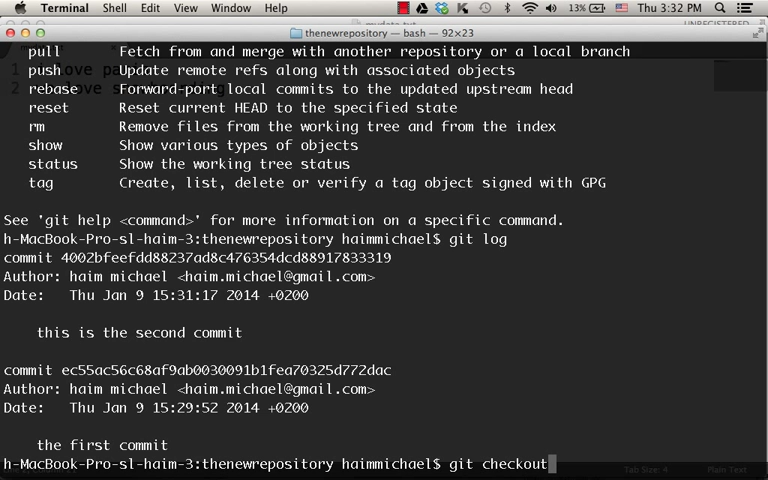 Terminal Shell Edit View Window Help 13% Thu 3:32 PM
thenewrepository — bash — 92×23
pull Fetch from and merge with another repository or a local branch
push Update remote refs along with associated objects
rebase Forward-port local commits to the updated upstream head
reset Reset current HEAD to the specified state
rm Remove files from the working tree and from the index
show Show various types of objects
status Show the working tree status
tag Create, list, delete or verify a tag object signed with GPG
See 'git help <command>' for more information on a specific command.
h-MacBook-Pro-sl-haim-3:thenewrepository haimmichael$ git log
commit 4002bfeefdd88237ad8c476354dcd88917833319
Author: haim michael <haim.michael@gmail.com>
Date: Thu Jan 9 15:31:17 2014 +0200
this is the second commit
commit ec55ac56c68af9ab0030091b1fea70325d772dac
Author: haim michael <haim.michael@gmail.com>
Date: Thu Jan 9 15:29:52 2014 +0200
the first commit
h-MacBook-Pro-sl-haim-3:thenewrepository haimmichael$ git checkout
Tab Size: 4 Plain Text